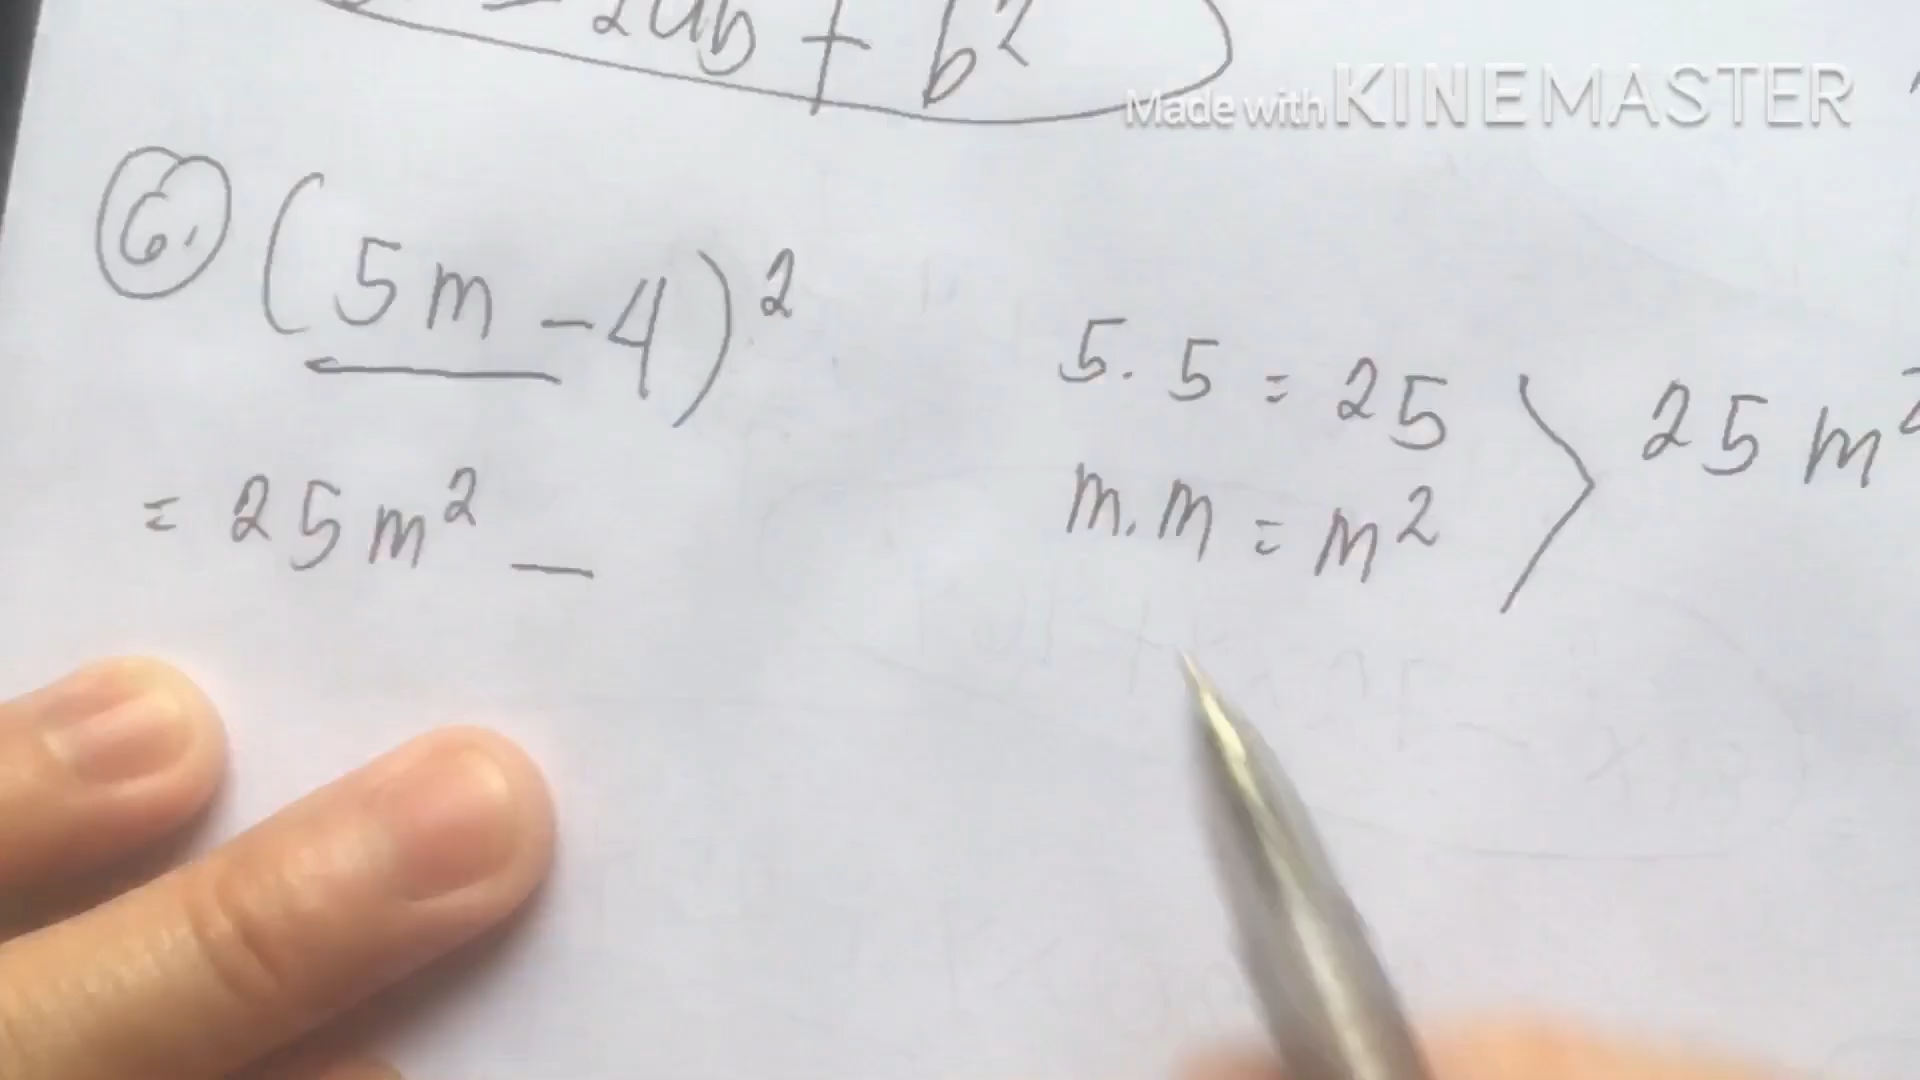 - 2ab + b²
Made with KINEMASTER
6. (5m - 4)²
= 25m² -
5 . 5 = 25
m . m = m²
> 25m²